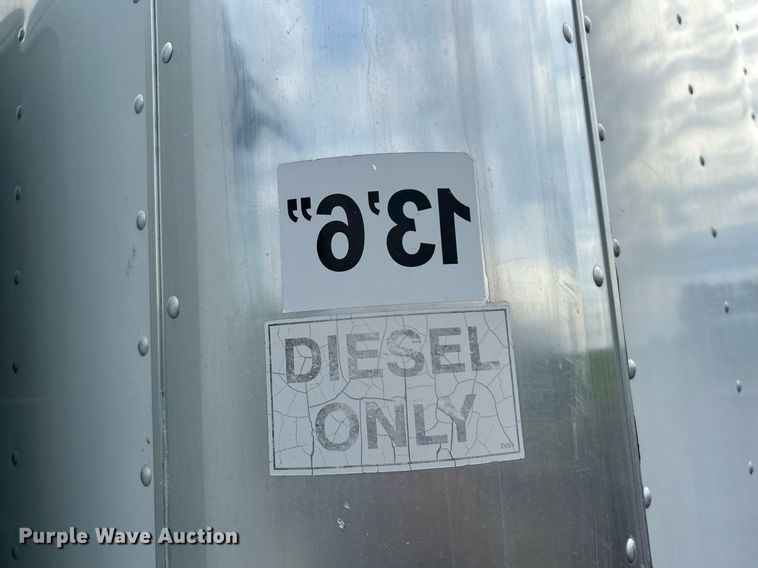 13'6"
DIESEL
ONLY
Purple Wave Auction